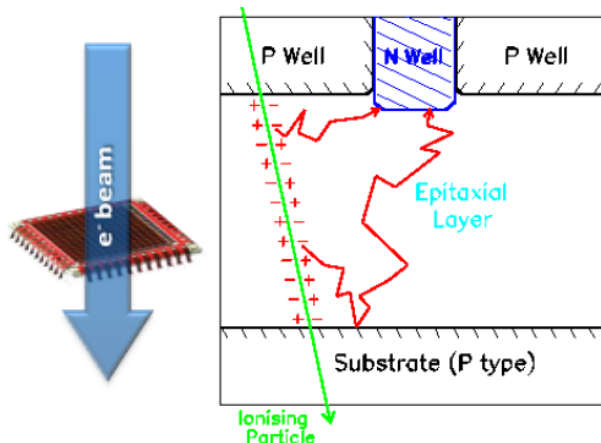 e- beam
P Well
N Well
P Well
Epitaxial
Layer
Substrate (P type)
Ionising
Particle